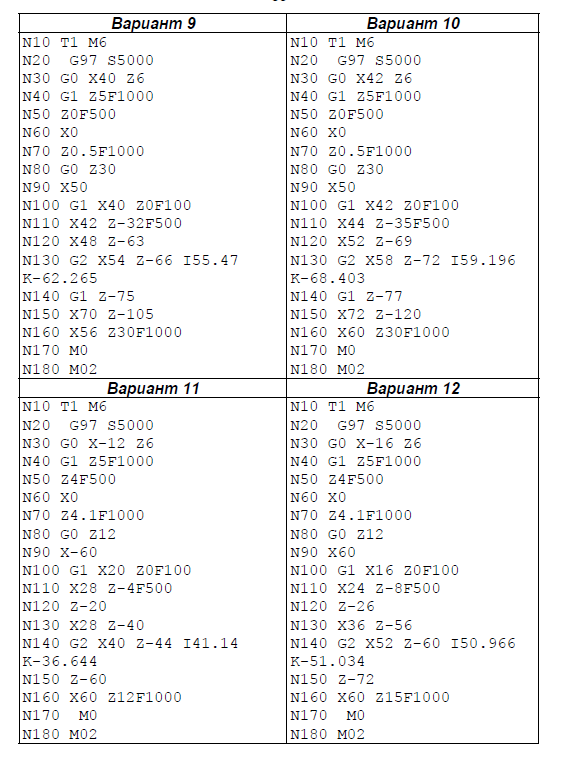 Вариант 9
N10 T1 M6
N20  G97 S5000
N30 G0 X40 Z6
N40 G1 Z5F1000
N50 Z0F500
N60 X0
N70 Z0.5F1000
N80 G0 Z30
N90 X50
N100 G1 X40 Z0F100
N110 X42 Z-32F500
N120 X48 Z-63
N130 G2 X54 Z-66 I55.47
K-62.265
N140 G1 Z-75
N150 X70 Z-105
N160 X56 Z30F1000
N170 M0
N180 M02
Вариант 10
N10 T1 M6
N20  G97 S5000
N30 G0 X42 Z6
N40 G1 Z5F1000
N50 Z0F500
N60 X0
N70 Z0.5F1000
N80 G0 Z30
N90 X50
N100 G1 X42 Z0F100
N110 X44 Z-35F500
N120 X52 Z-69
N130 G2 X58 Z-72 I59.196
K-68.403
N140 G1 Z-77
N150 X72 Z-120
N160 X60 Z30F1000
N170 M0
N180 M02
Вариант 11
N10 T1 M6
N20  G97 S5000
N30 G0 X-12 Z6
N40 G1 Z5F1000
N50 Z4F500
N60 X0
N70 Z4.1F1000
N80 G0 Z12
N90 X-60
N100 G1 X20 Z0F100
N110 X28 Z-4F500
N120 Z-20
N130 X28 Z-40
N140 G2 X40 Z-44 I41.14
K-36.644
N150 Z-60
N160 X60 Z12F1000
N170  M0
N180 M02
Вариант 12
N10 T1 M6
N20  G97 S5000
N30 G0 X-16 Z6
N40 G1 Z5F1000
N50 Z4F500
N60 X0
N70 Z4.1F1000
N80 G0 Z12
N90 X60
N100 G1 X16 Z0F100
N110 X24 Z-8F500
N120 Z-26
N130 X36 Z-56
N140 G2 X52 Z-60 I50.966
K-51.034
N150 Z-72
N160 X60 Z15F1000
N170  M0
N180 M02